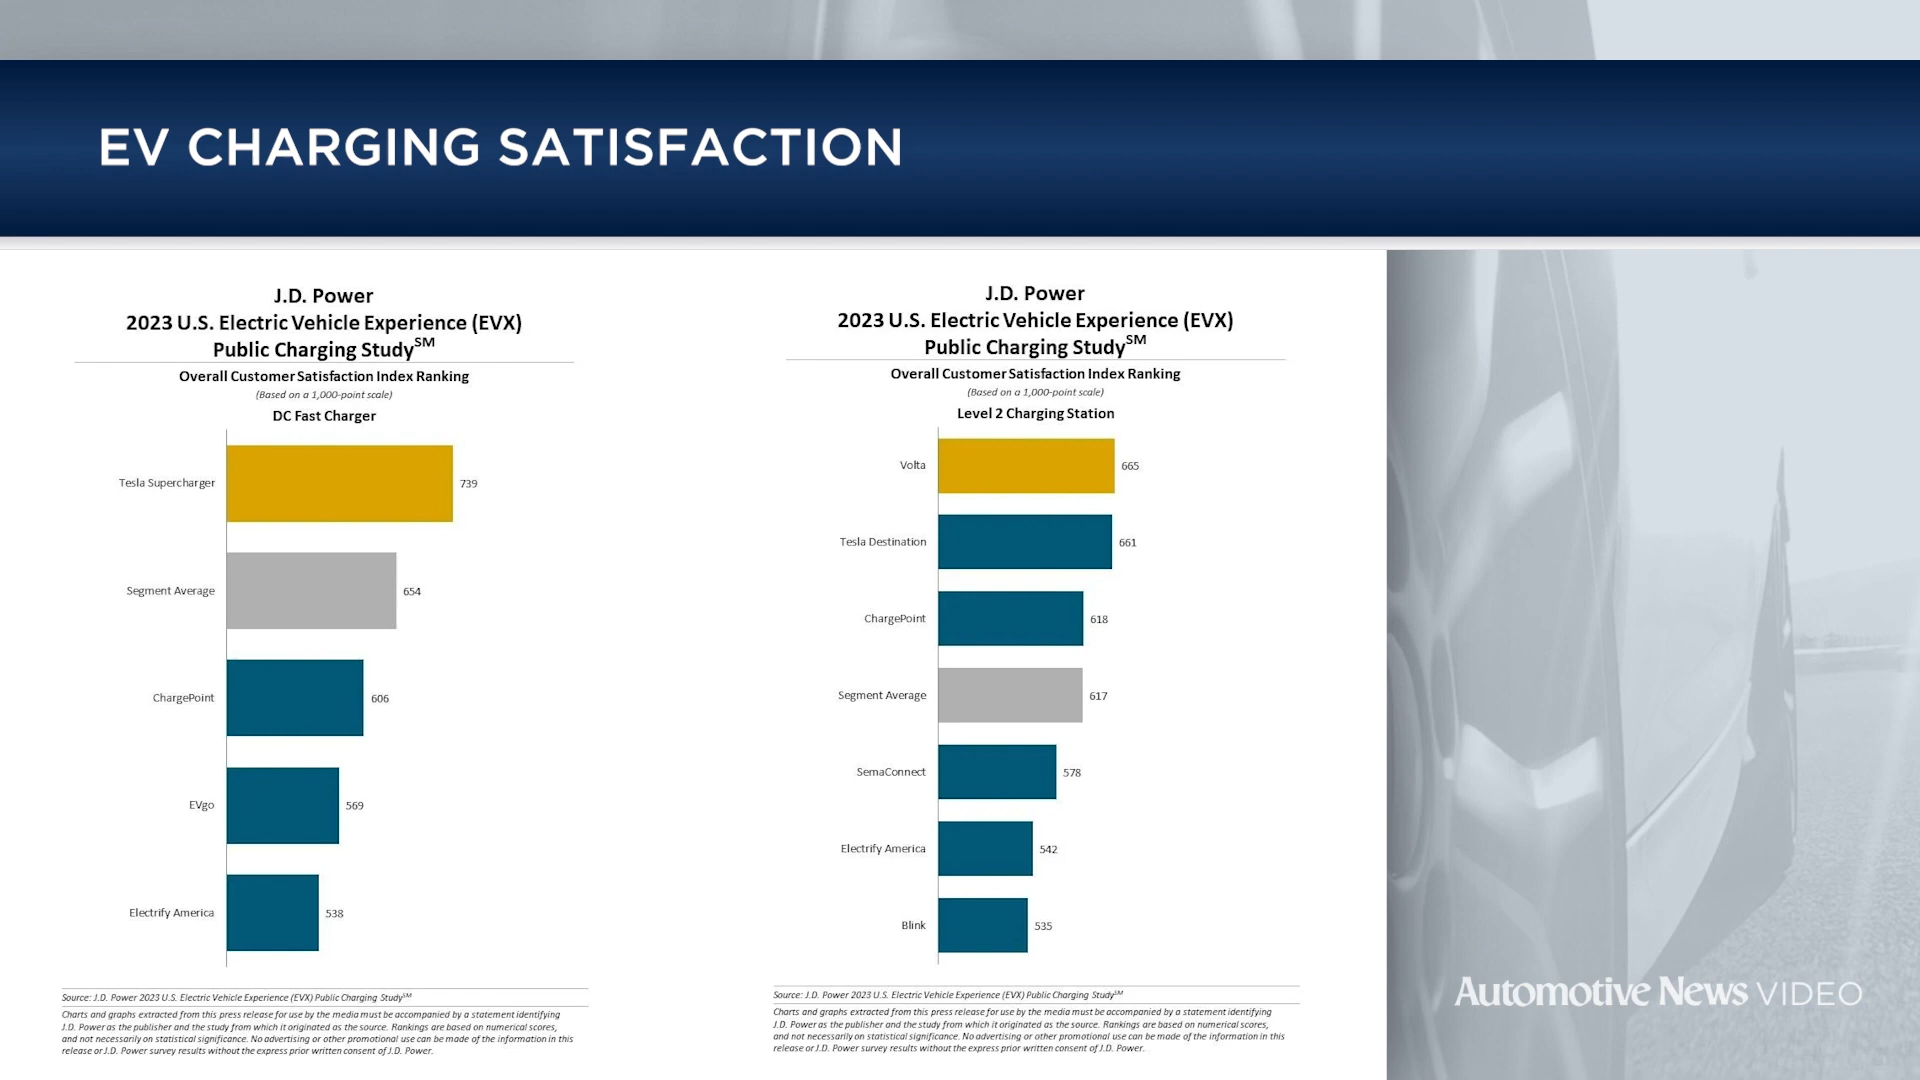 EV CHARGING SATISFACTION
J.D. Power
2023 U.S. Electric Vehicle Experience (EVX)
Public Charging StudySM
Overall Customer Satisfaction Index Ranking
(Based on a 1,000-point scale)
DC Fast Charger
Tesla Supercharger 739
Segment Average 654
ChargePoint 606
EVgo 569
Electrify America 538
Source: J.D. Power 2023 U.S. Electric Vehicle Experience (EVX) Public Charging StudySM
Charts and graphs extracted from this press release for use by the media must be accompanied by a statement identifying
J.D. Power as the publisher and the study from which it originated as the source. Rankings are based on numerical scores,
and not necessarily on statistical significance. No advertising or other promotional use can be made of the information in this
release or J.D. Power survey results without the express prior written consent of J.D. Power.
J.D. Power
2023 U.S. Electric Vehicle Experience (EVX)
Public Charging StudySM
Overall Customer Satisfaction Index Ranking
(Based on a 1,000-point scale)
Level 2 Charging Station
Volta 665
Tesla Destination 661
ChargePoint 618
Segment Average 617
SemaConnect 578
Electrify America 542
Blink 535
Source: J.D. Power 2023 U.S. Electric Vehicle Experience (EVX) Public Charging StudySM
Charts and graphs extracted from this press release for use by the media must be accompanied by a statement identifying
J.D. Power as the publisher and the study from which it originated as the source. Rankings are based on numerical scores,
and not necessarily on statistical significance. No advertising or other promotional use can be made of the information in this
release or J.D. Power survey results without the express prior written consent of J.D. Power.
Automotive News VIDEO